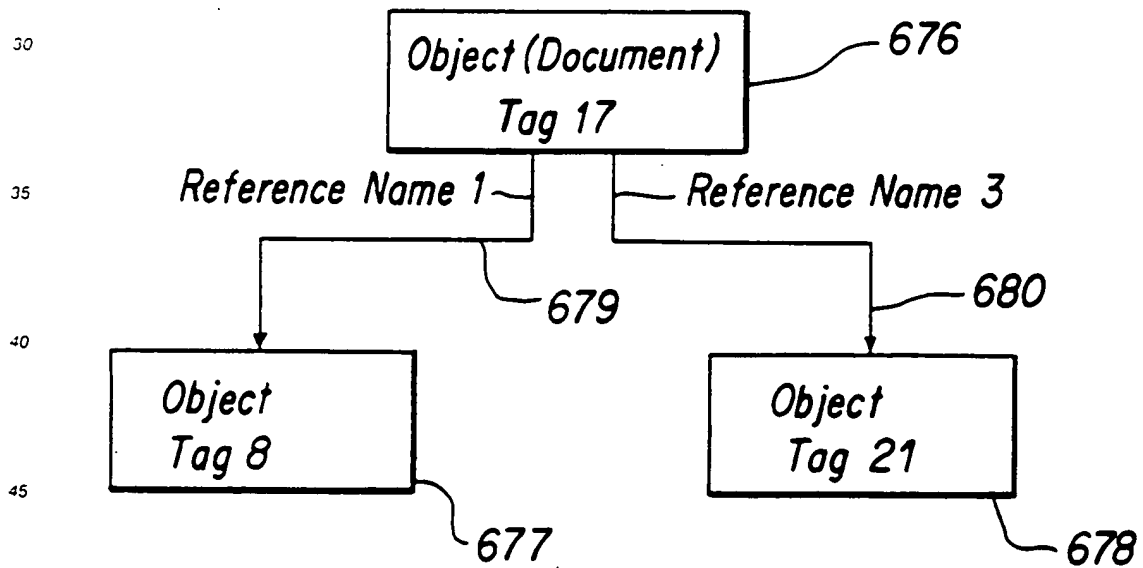 30
Object (Document)
Tag 17
676
35
Reference Name 1
Reference Name 3
679
680
40
Object
Tag 8
Object
Tag 21
45
677
678